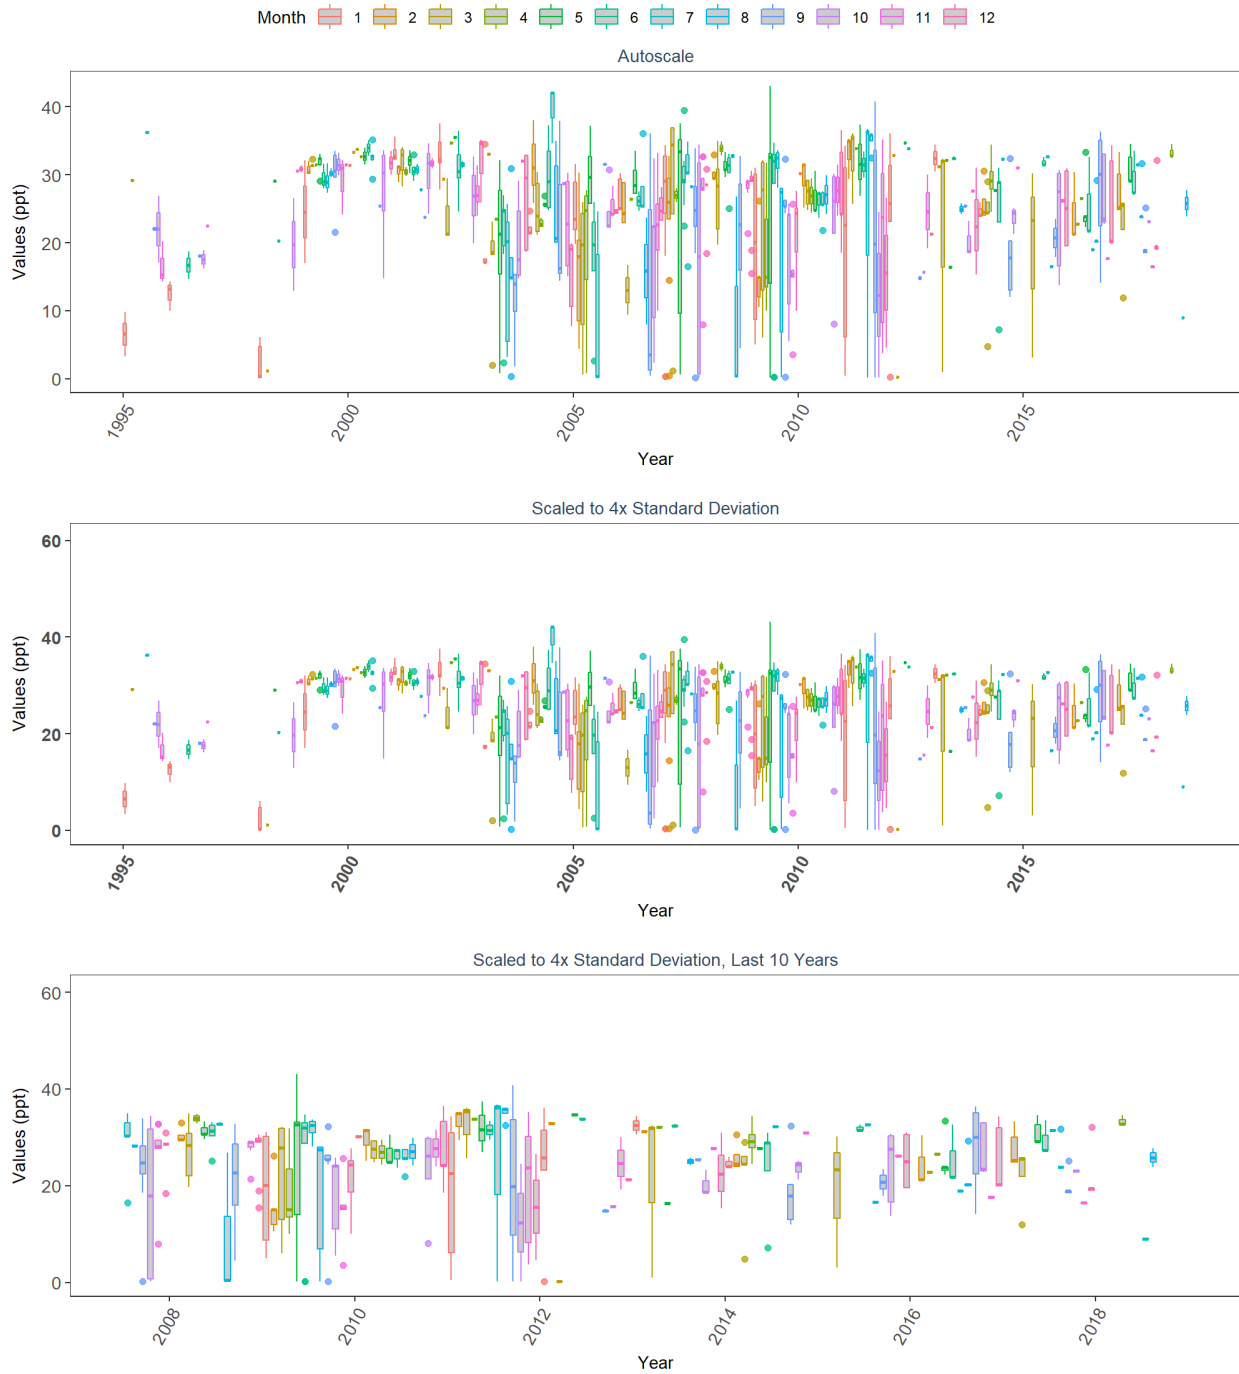 Month 1 2 3 4 5 6 7 8 9 10 11 12
Autoscale
Values (ppt)
40
30
20
10
0
1995 2000 2005 2010 2015
Year
Scaled to 4x Standard Deviation
Values (ppt)
60
40
20
0
1995 2000 2005 2010 2015
Year
Scaled to 4x Standard Deviation, Last 10 Years
Values (ppt)
60
40
20
0
2008 2010 2012 2014 2016 2018
Year